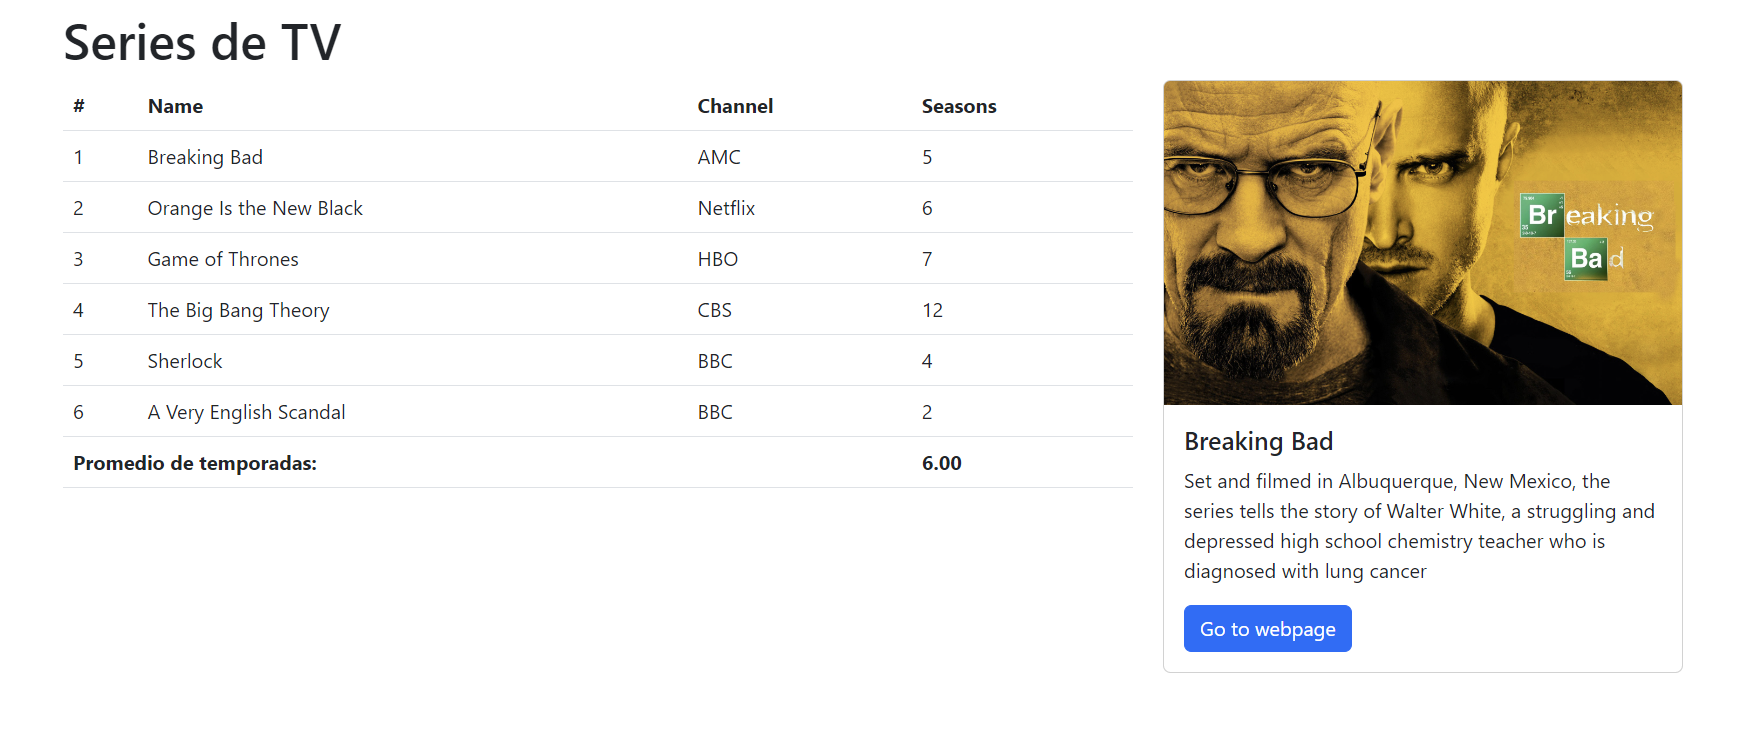 Series de TV
# Name Channel Seasons
1 Breaking Bad AMC 5
2 Orange Is the New Black Netflix 6
3 Game of Thrones HBO 7
4 The Big Bang Theory CBS 12
5 Sherlock BBC 4
6 A Very English Scandal BBC 2
Promedio de temporadas: 6.00
Breaking
Bad
Breaking Bad
Set and filmed in Albuquerque, New Mexico, the
series tells the story of Walter White, a struggling and
depressed high school chemistry teacher who is
diagnosed with lung cancer
Go to webpage